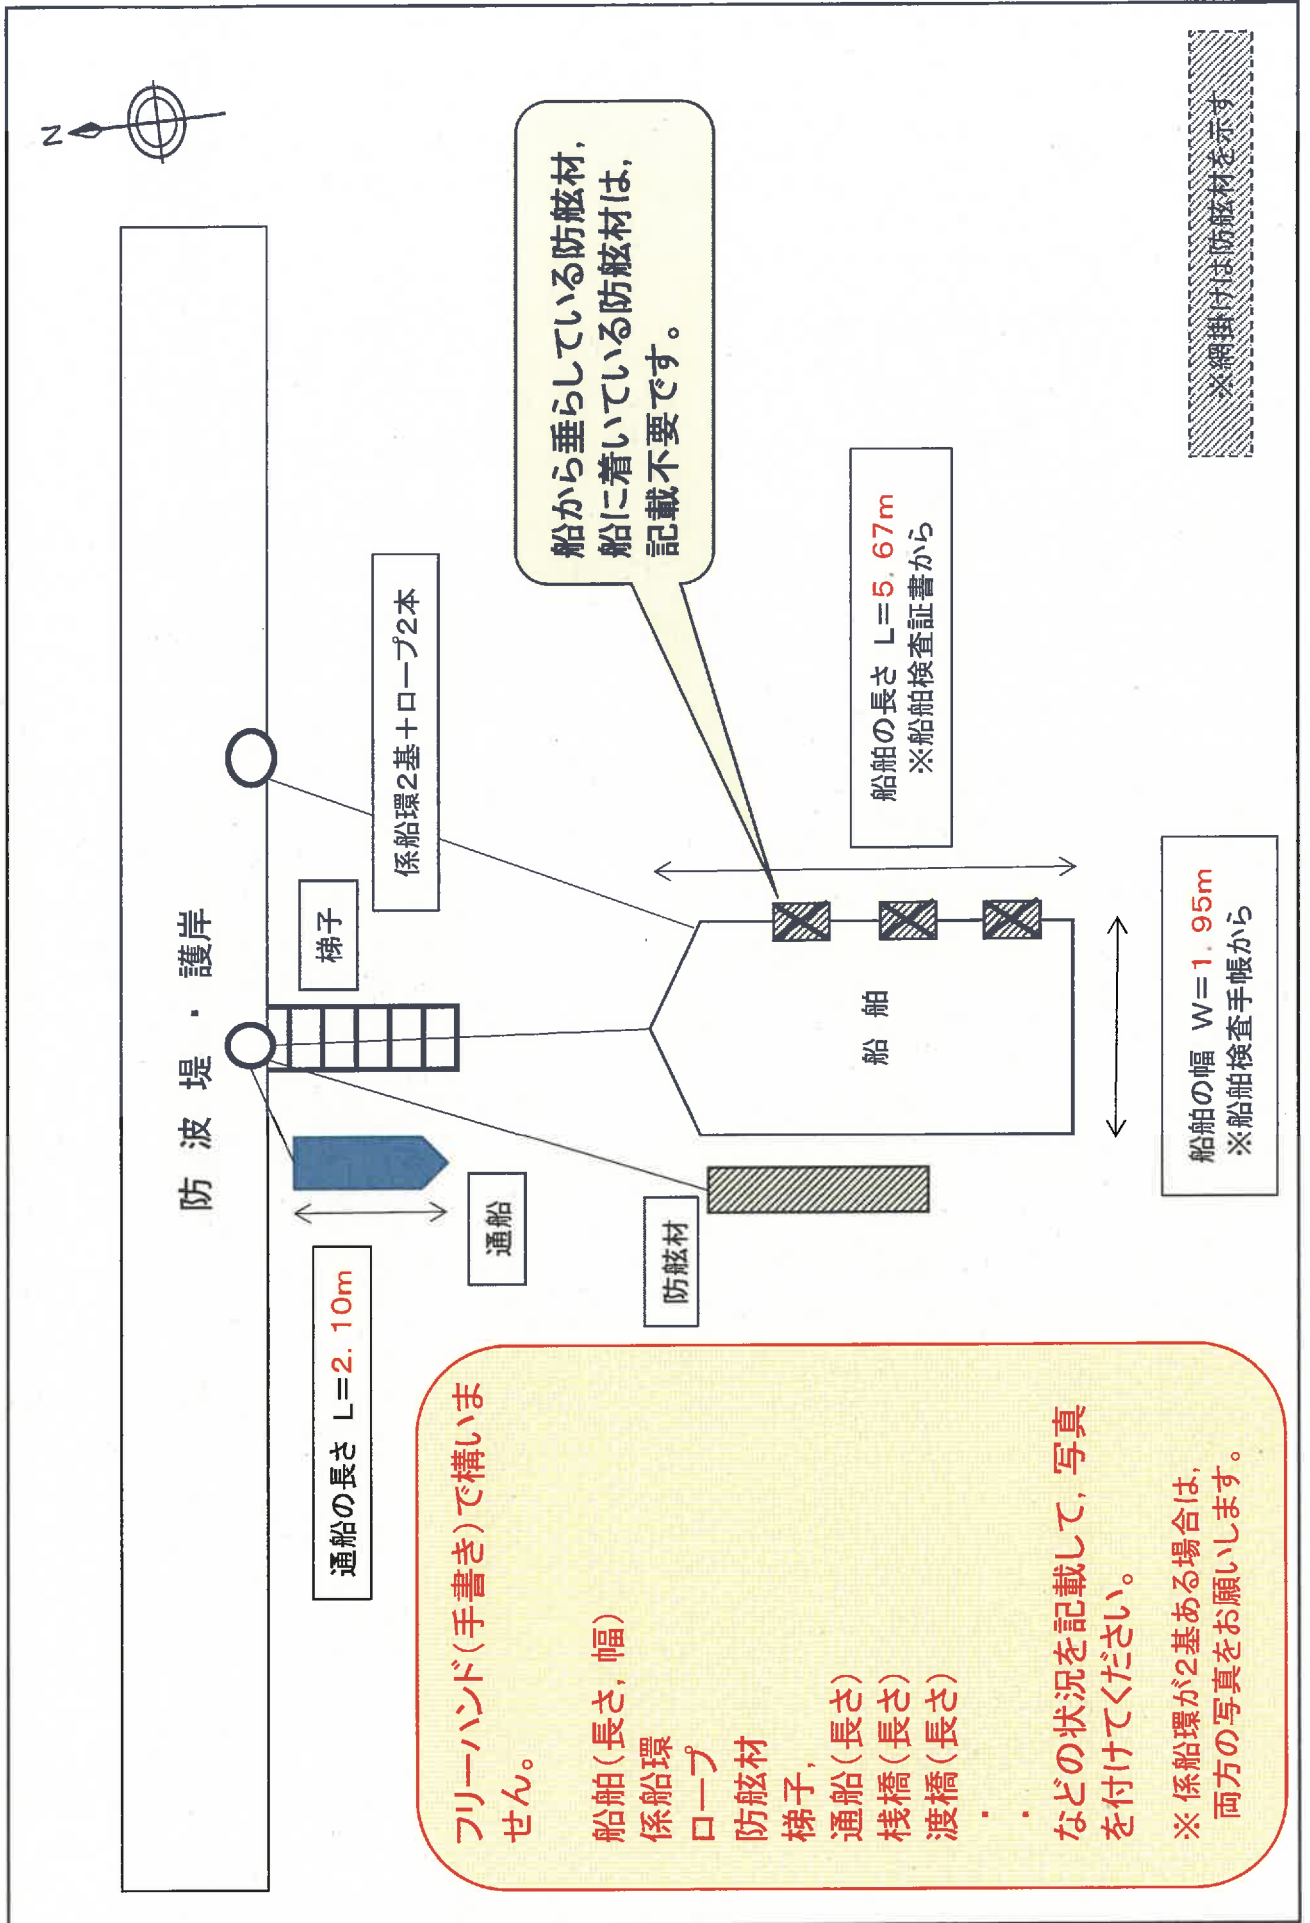 N
防 波 堤 ・ 護岸
通船の長さ L=2. 10m
通船
梯子
係船環2基＋ロープ2本
防舷材
船 舶
船から垂らしている防舷材,
船に着いている防舷材は,
記載不要です。
船舶の長さ L=5. 67m
※船舶検査証書から
船舶の幅 W=1. 95m
※船舶検査手帳から
※網掛けは防舷材を示す
フリーハンド(手書き)で構いま
せん。
船舶(長さ, 幅)
係船環
ロープ
防舷材
梯子,
通船(長さ)
桟橋(長さ)
渡橋(長さ)
・
・
などの状況を記載して, 写真
を付けてください。
※ 係船環が2基ある場合は,
両方の写真をお願いします。